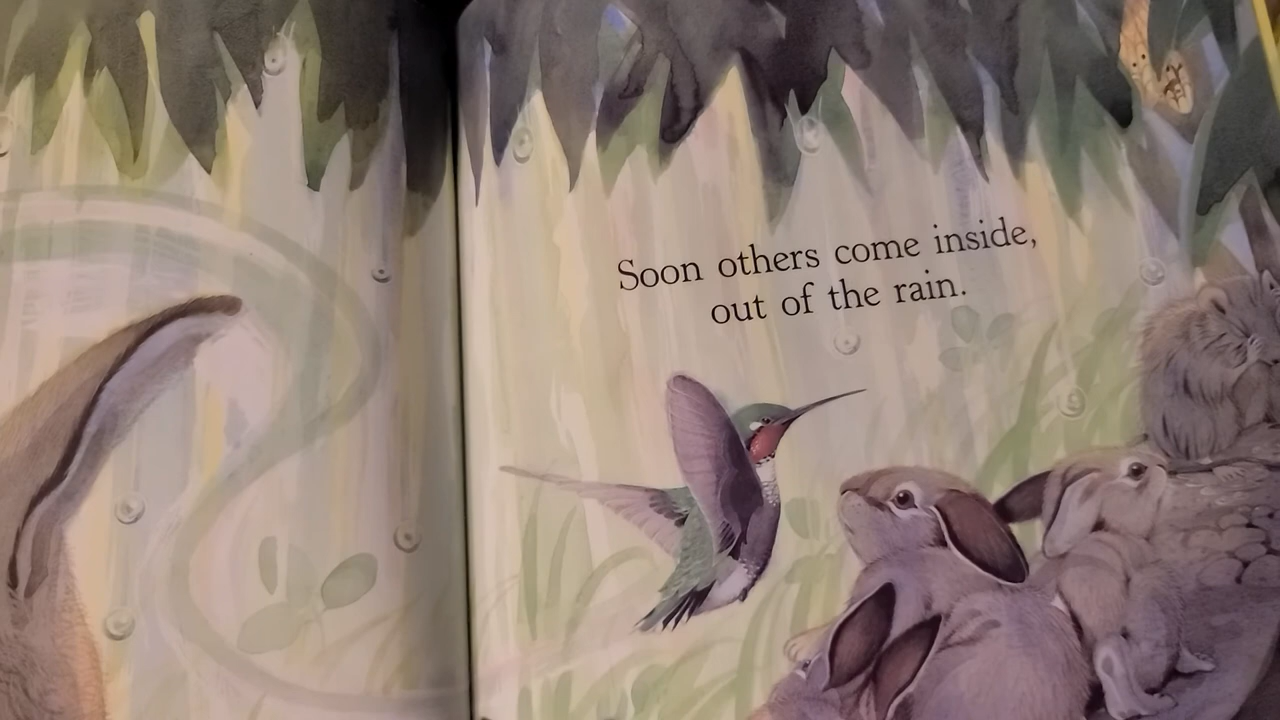 Soon others come inside,
out of the rain.